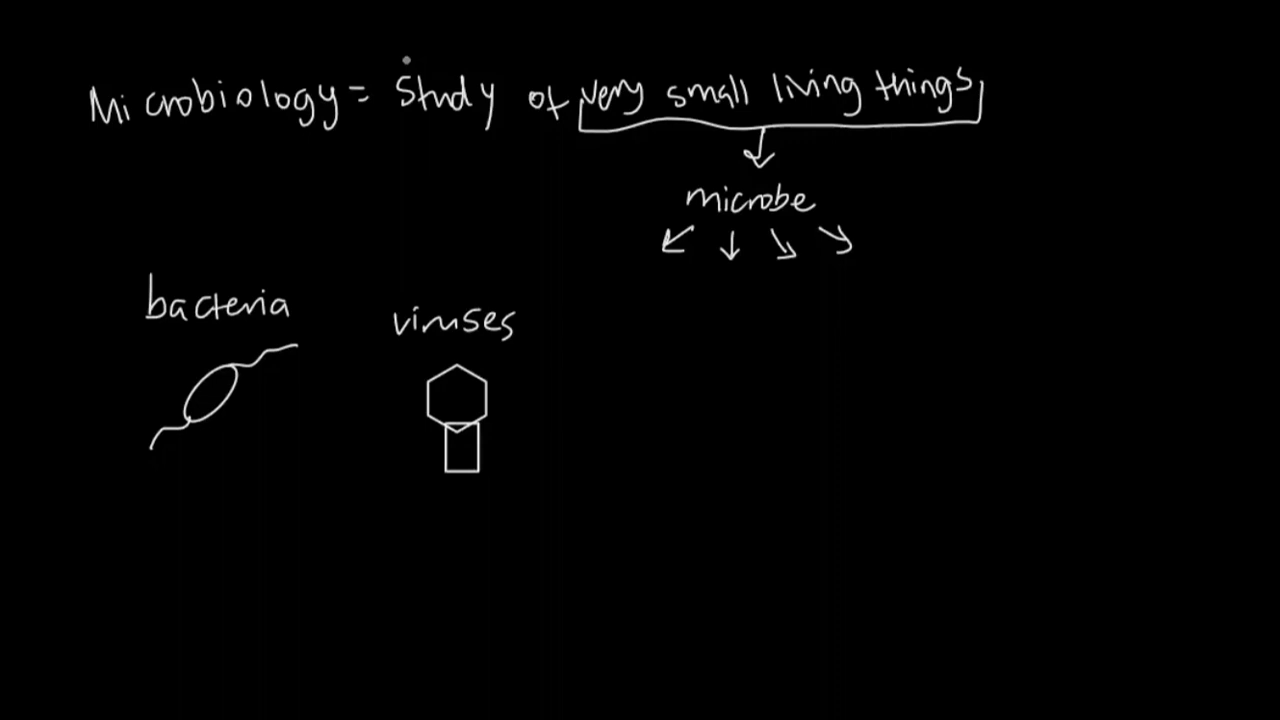 Microbiology = Study of very small living things
microbe
bacteria
viruses